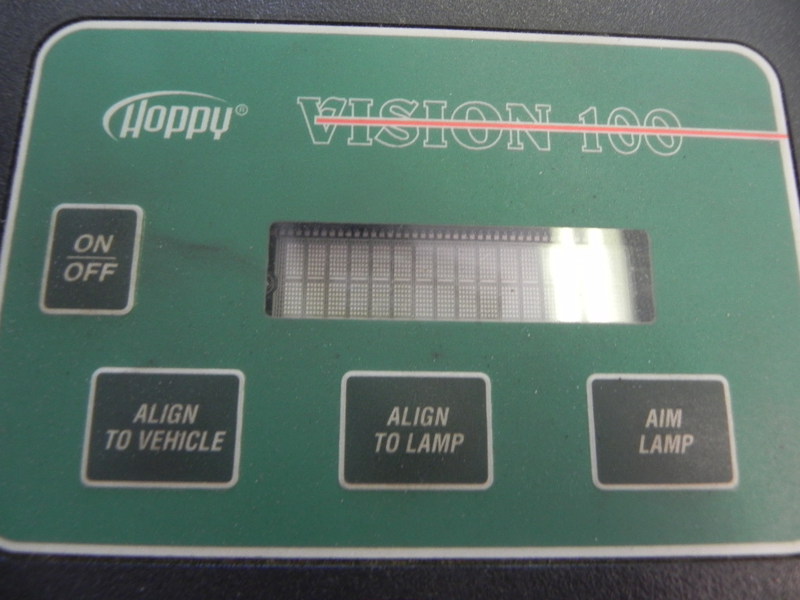 HOPPY®
VISION 100
ON
OFF
ALIGN
TO VEHICLE
ALIGN
TO LAMP
AIM
LAMP